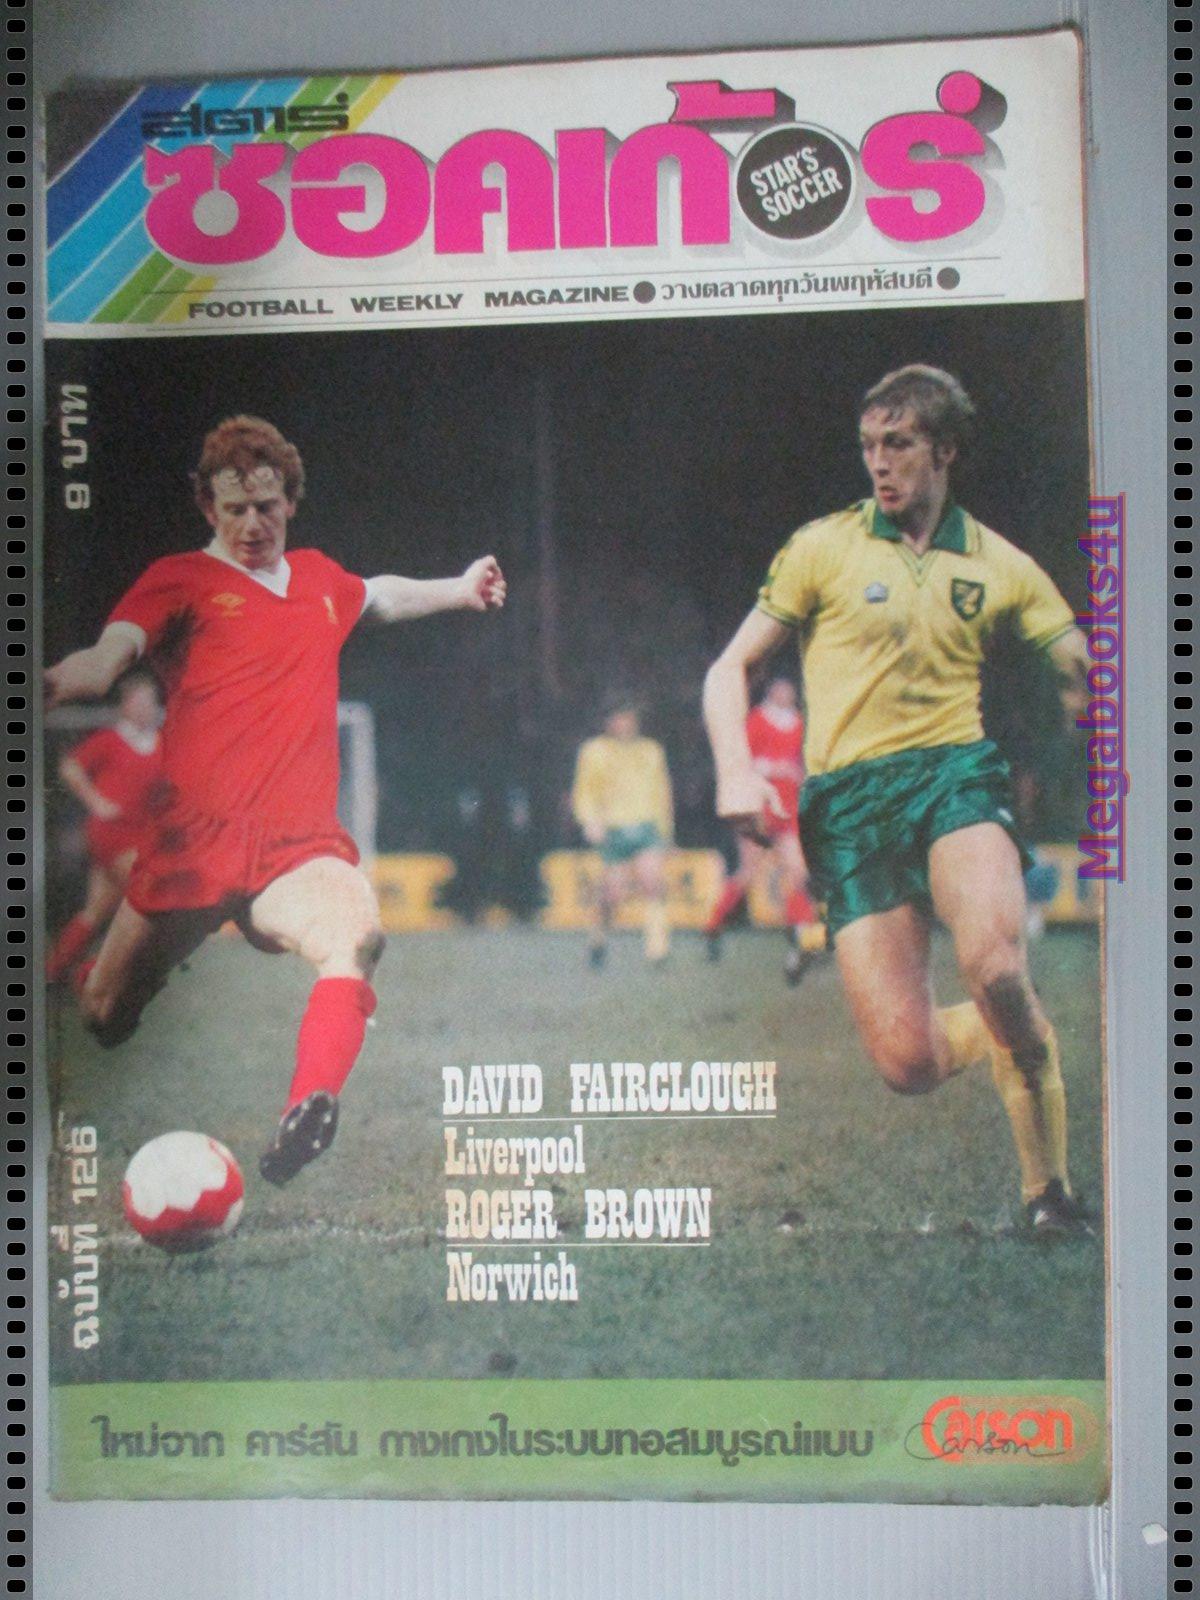 สตาร์
ซอคเก้อร์
STAR'S
SOCCER
FOOTBALL WEEKLY MAGAZINE ● วางตลาดทุกวันพฤหัสบดี ●
9 บาท
Megabooks4u
DAVID FAIRCLOUGH
Liverpool
ROGER BROWN
Norwich
ฉบับที่ 126
ใหม่จาก คาร์สัน กางเกงในระบบทอสมบูรณ์แบบ
Carson
Carson